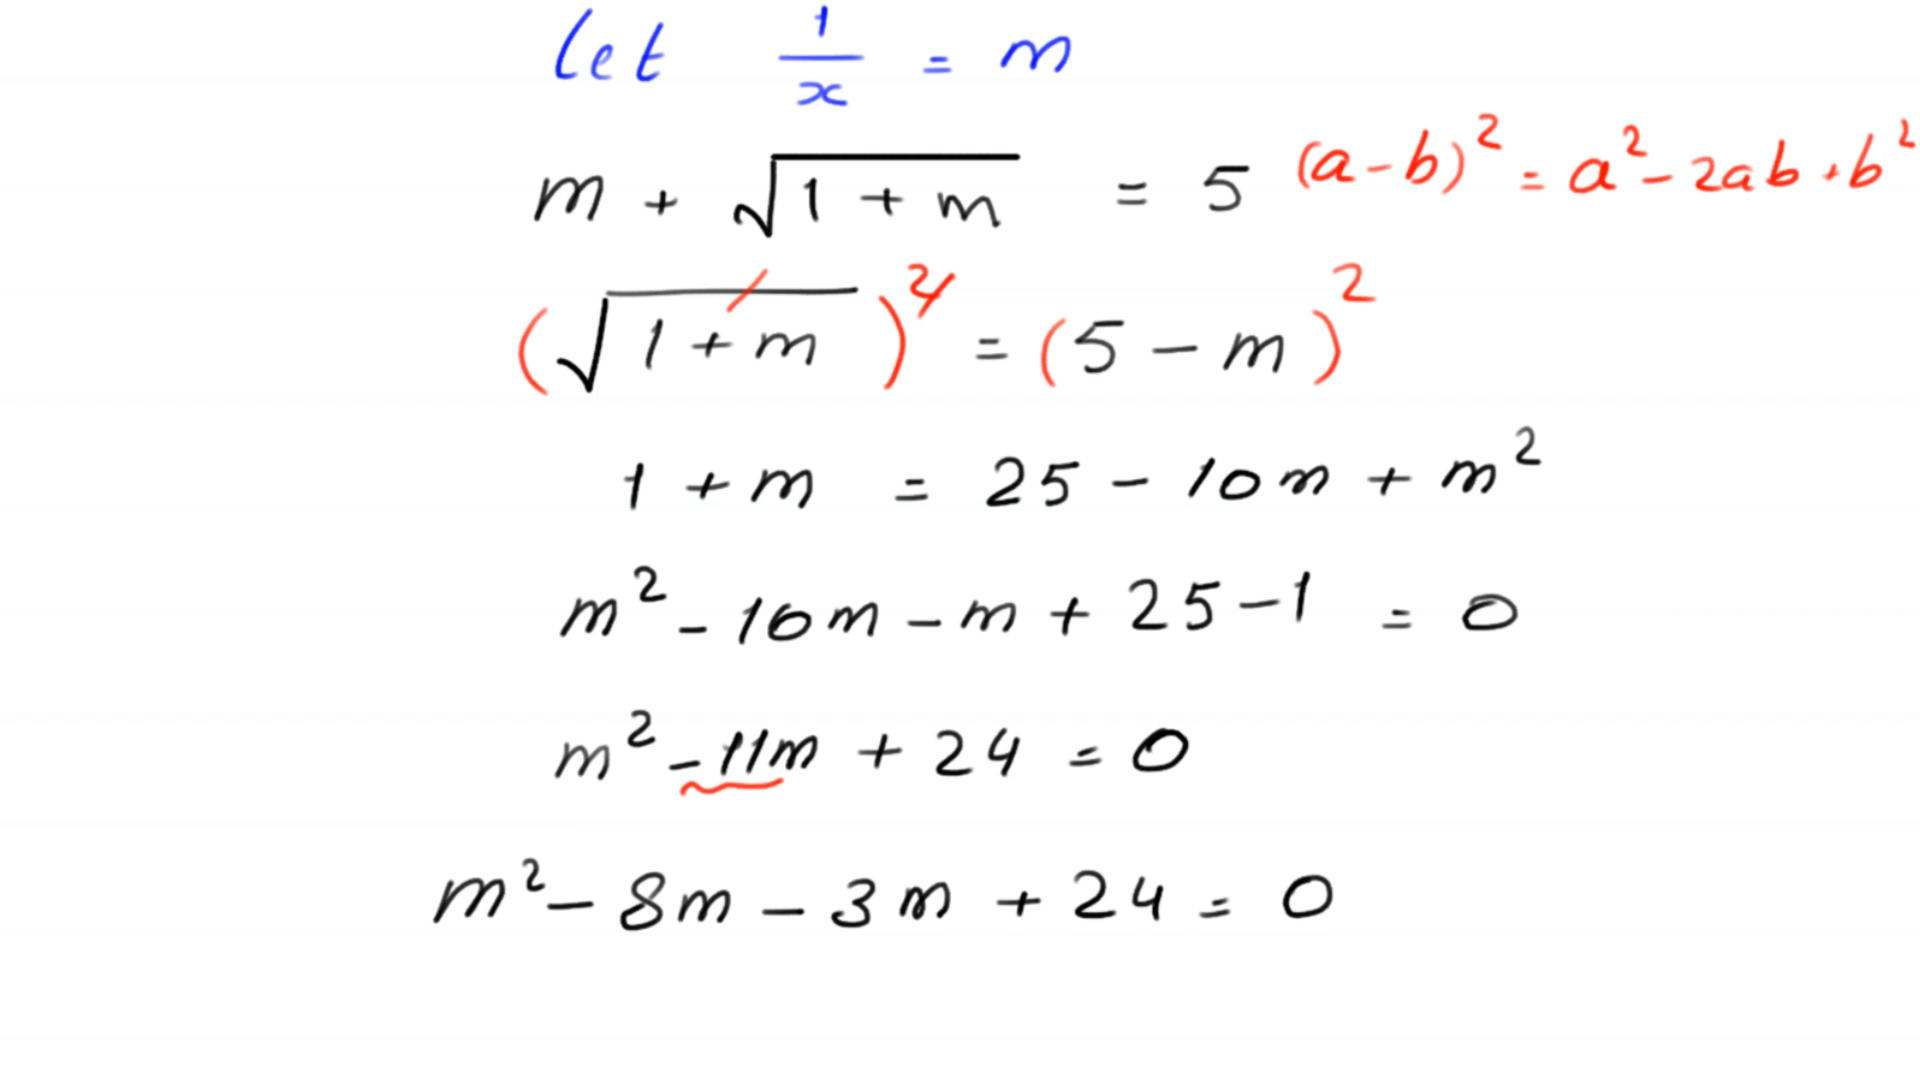 let 1/x = m
m + √(1 + m) = 5 (a - b)² = a² - 2ab + b²
(√(1 + m))² = (5 - m)²
1 + m = 25 - 10m + m²
m² - 10m - m + 25 - 1 = 0
m² - 11m + 24 = 0
m² - 8m - 3m + 24 = 0